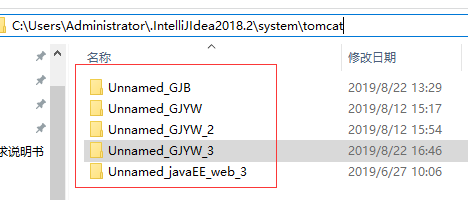 C:\Users\Administrator\.IntelliJIdea2018.2\system\tomcat
名称 修改日期
Unnamed_GJB 2019/8/22 13:29
Unnamed_GJYW 2019/8/12 15:17
Unnamed_GJYW_2 2019/8/12 15:54
求说明书 Unnamed_GJYW_3 2019/8/22 16:46
Unnamed_javaEE_web_3 2019/6/27 10:06